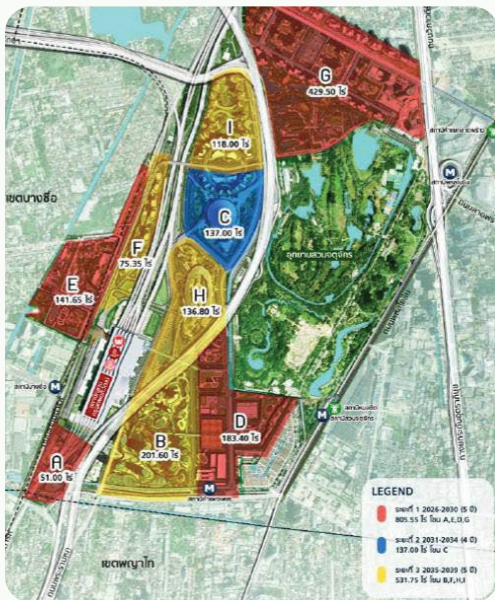 G
429.50 ไร่
I
118.00 ไร่
เขตบางซื่อ
C
137.00 ไร่
F
75.35 ไร่
อุทยานสวนจตุจักร
E
141.65 ไร่
H
136.80 ไร่
D
183.40 ไร่
B
201.60 ไร่
A
51.00 ไร่
M
M
M
M
เขตพญาไท
LEGEND
ระยะที่ 1 2026-2030 (5 ปี)
805.55 ไร่ โซน A,E,D,G
ระยะที่ 2 2031-2034 (4 ปี)
137.00 ไร่ โซน C
ระยะที่ 3 2035-2039 (5 ปี)
531.75 ไร่ โซน B,F,H,I